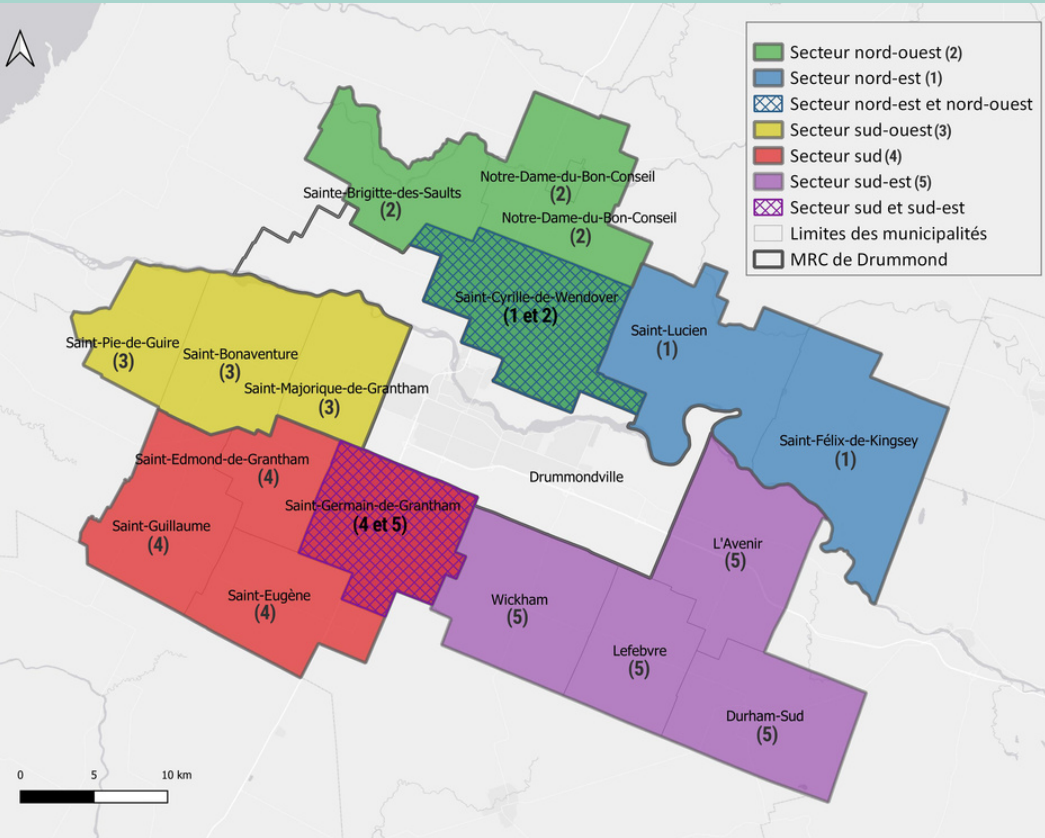 Secteur nord-ouest (2)
Secteur nord-est (1)
Secteur nord-est et nord-ouest
Secteur sud-ouest (3)
Secteur sud (4)
Secteur sud-est (5)
Secteur sud et sud-est
Limites des municipalités
MRC de Drummond
Notre-Dame-du-Bon-Conseil
(2)
Sainte-Brigitte-des-Saults
(2)
Notre-Dame-du-Bon-Conseil
(2)
Saint-Cyrille-de-Wendover
(1 et 2)
Saint-Lucien
(1)
Saint-Pie-de-Guire
(3)
Saint-Bonaventure
(3)
Saint-Majorique-de-Grantham
(3)
Saint-Félix-de-Kingsey
(1)
Saint-Edmond-de-Grantham
(4)
Drummondville
Saint-Germain-de-Grantham
(4 et 5)
Saint-Guillaume
(4)
L'Avenir
(5)
Saint-Eugène
(4)
Wickham
(5)
Lefebvre
(5)
Durham-Sud
(5)
0 5 10 km